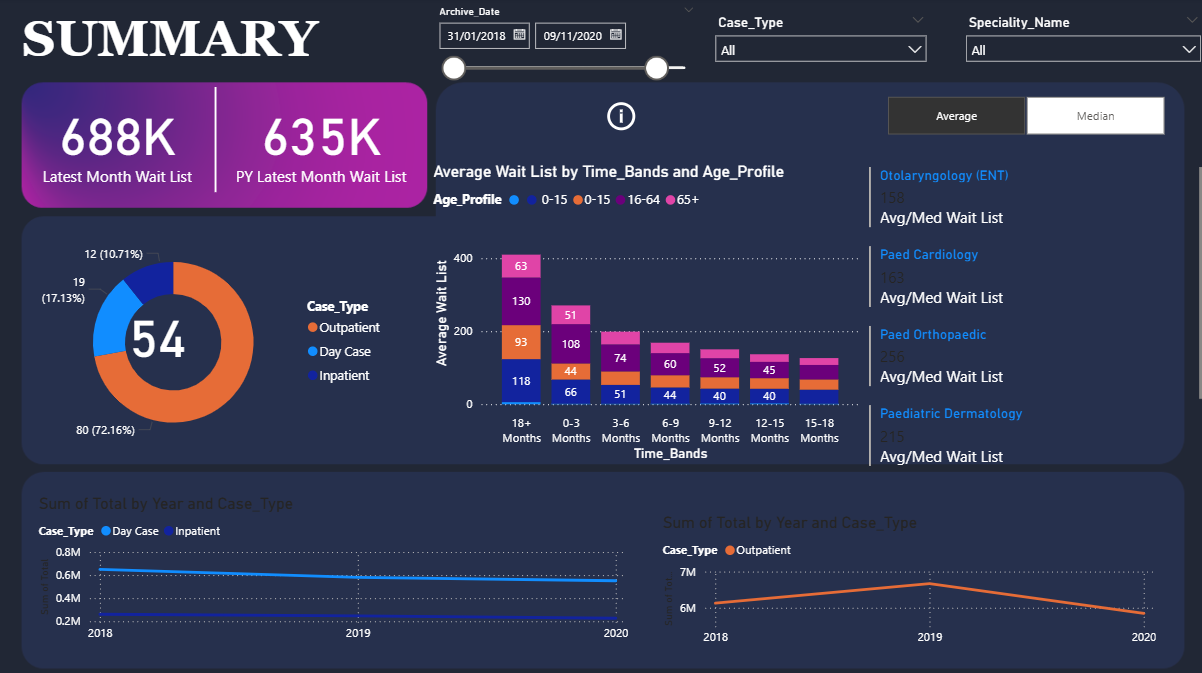 SUMMARY
Archive_Date
31/01/2018
09/11/2020
Case_Type
All
Speciality_Name
All
688K
Latest Month Wait List
635K
PY Latest Month Wait List
i
Average
Median
Average Wait List by Time_Bands and Age_Profile
Age_Profile 0-15 0-15 16-64 65+
Average Wait List
400
200
0
63
130
93
118
51
108
44
66
74
51
60
44
52
40
45
40
18+ Months
0-3 Months
3-6 Months
6-9 Months
9-12 Months
12-15 Months
15-18 Months
Time_Bands
Otolaryngology (ENT)
158
Avg/Med Wait List
Paed Cardiology
163
Avg/Med Wait List
Paed Orthopaedic
256
Avg/Med Wait List
Paediatric Dermatology
215
Avg/Med Wait List
12 (10.71%)
19
(17.13%)
54
80 (72.16%)
Case_Type
Outpatient
Day Case
Inpatient
Sum of Total by Year and Case_Type
Case_Type Day Case Inpatient
Sum of Total
0.8M
0.6M
0.4M
0.2M
2018 2019 2020
Sum of Total by Year and Case_Type
Case_Type Outpatient
7M
6M
2018 2019 2020